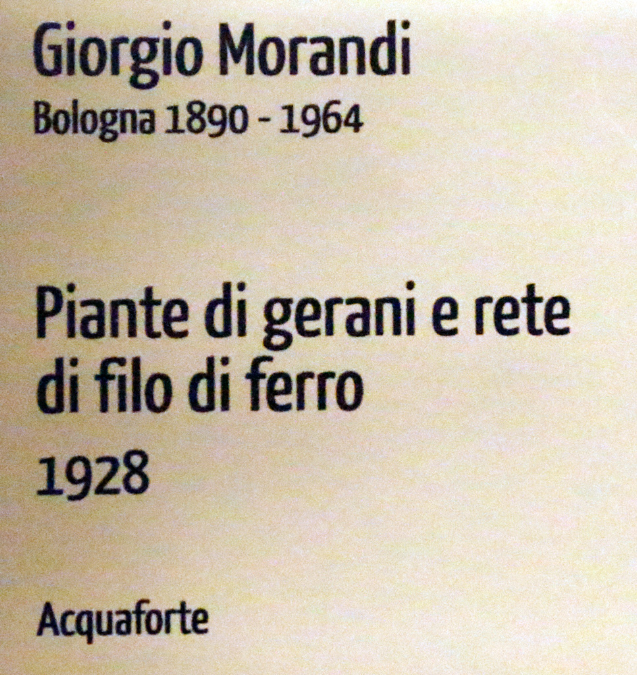 Giorgio Morandi
Bologna 1890 - 1964
Piante di gerani e rete
di filo di ferro
1928
Acquaforte